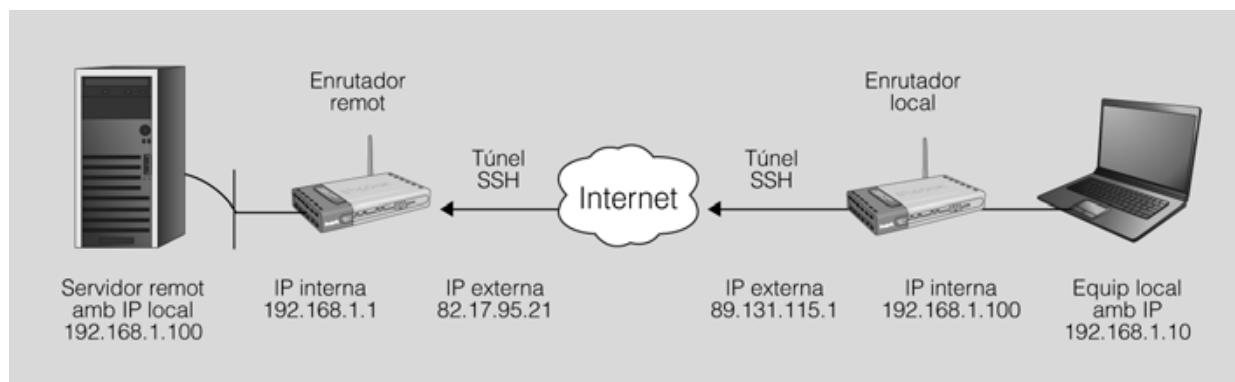 Enrutador
remot
Enrutador
local
Túnel
SSH
Internet
Túnel
SSH
Servidor remot
amb IP local
192.168.1.100
IP interna
192.168.1.1
IP externa
82.17.95.21
IP externa
89.131.115.1
IP interna
192.168.1.100
Equip local
amb IP
192.168.1.10